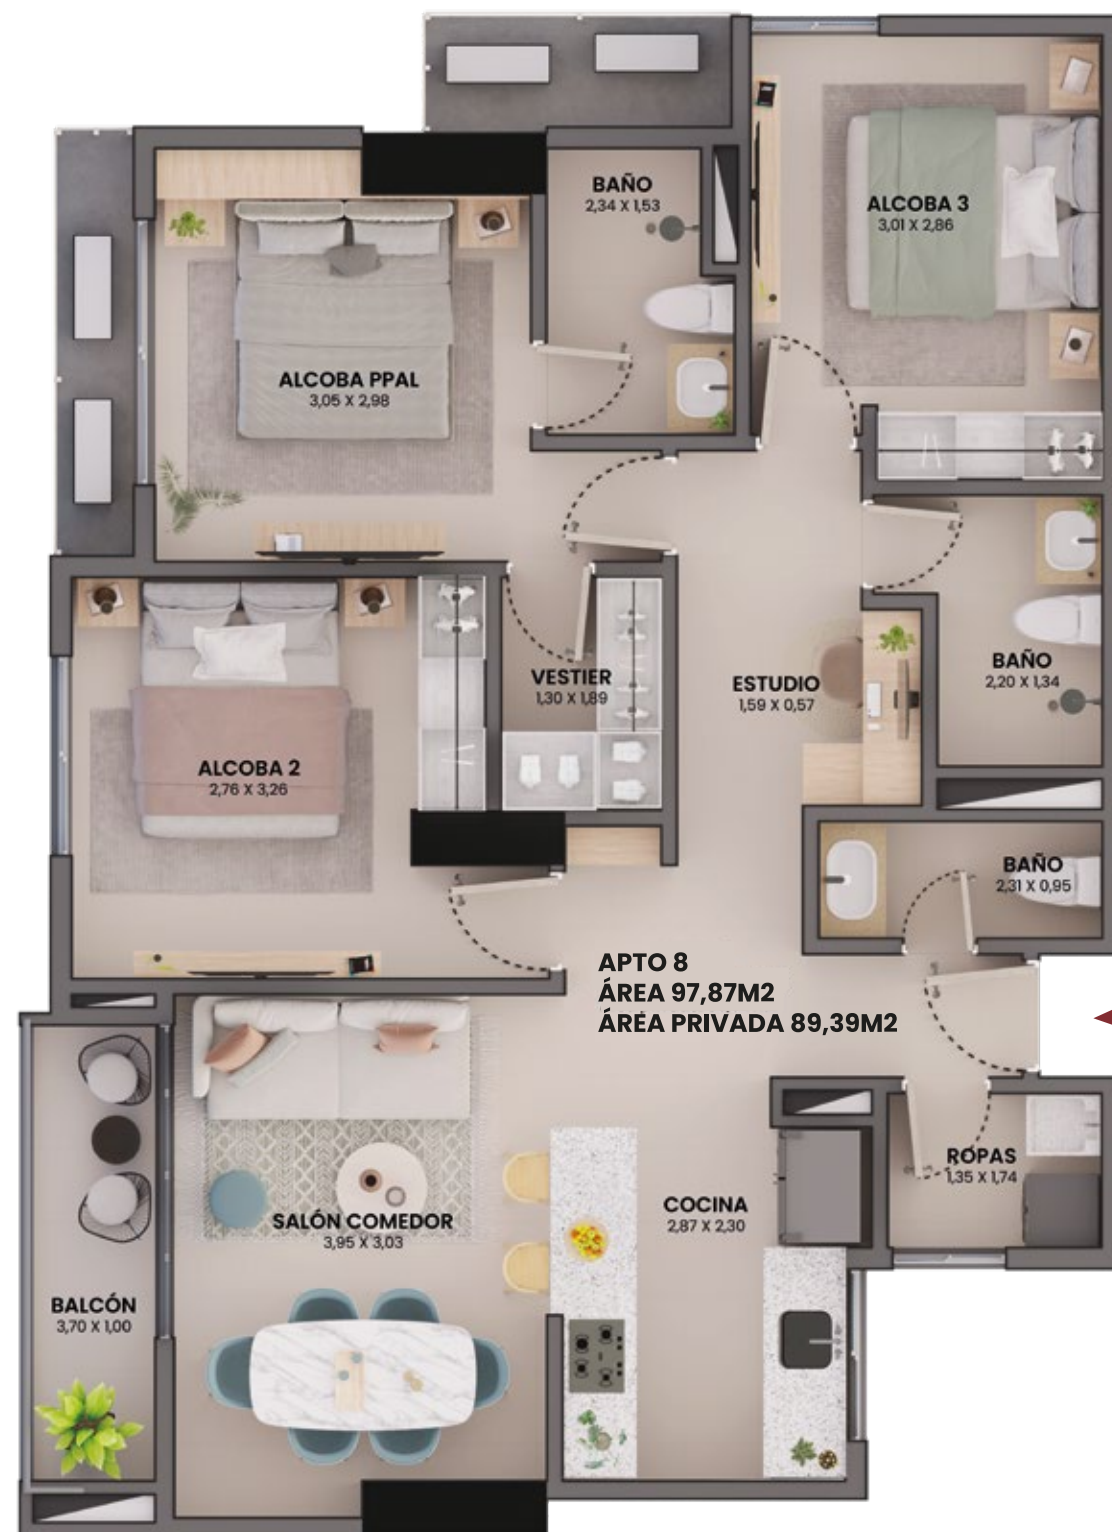 BAÑO
2,34 X 1,53
ALCOBA 3
3,01 X 2,86
ALCOBA PPAL
3,05 X 2,98
VESTIER
1,30 X 1,89
ESTUDIO
1,59 X 0,57
BAÑO
2,20 X 1,34
ALCOBA 2
2,76 X 3,26
BAÑO
2,31 X 0,95
APTO 8
ÁREA 97,87M2
ÁREA PRIVADA 89,39M2
ROPAS
1,35 X 1,74
COCINA
2,87 X 2,30
SALÓN COMEDOR
3,95 X 3,03
BALCÓN
3,70 X 1,00